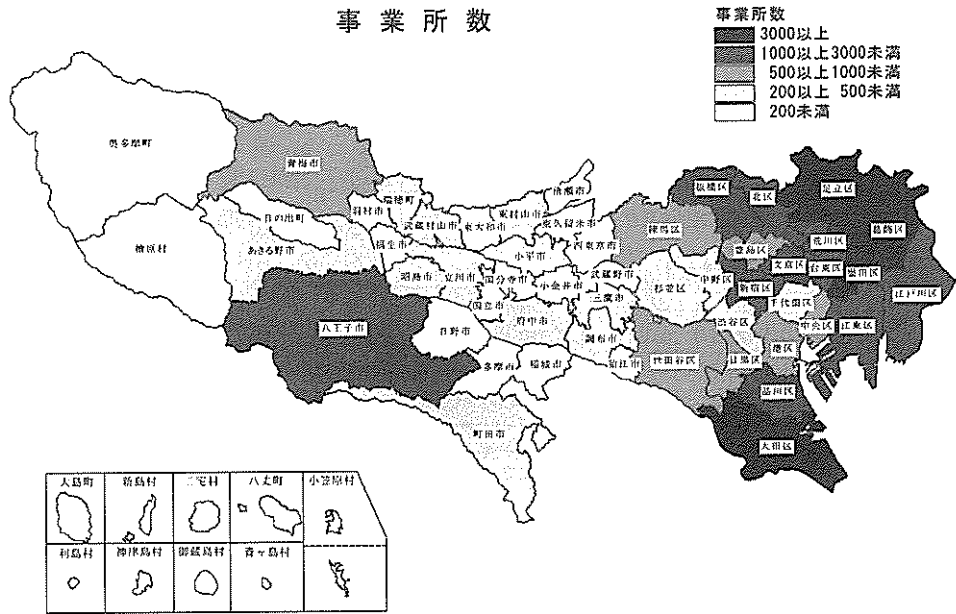 事業所数
事業所数
3000以上
1000以上3000未満
500以上1000未満
200以上 500未満
200未満
奥多摩町
青梅市
檜原村
日の出町
あきる野市
羽村市
瑞穂町
武蔵村山市
東大和市
東村山市
清瀬市
東久留米市
西東京市
福生市
昭島市
立川市
国分寺市
小平市
小金井市
武蔵野市
三鷹市
国立市
府中市
調布市
狛江市
八王子市
日野市
多摩市
稲城市
町田市
板橋区
北区
足立区
葛飾区
荒川区
練馬区
豊島区
文京区
台東区
墨田区
江戸川区
中野区
新宿区
千代田区
杉並区
渋谷区
中央区
江東区
世田谷区
目黒区
港区
品川区
大田区
大島町
新島村
三宅村
八丈町
小笠原村
利島村
神津島村
御蔵島村
青ヶ島村